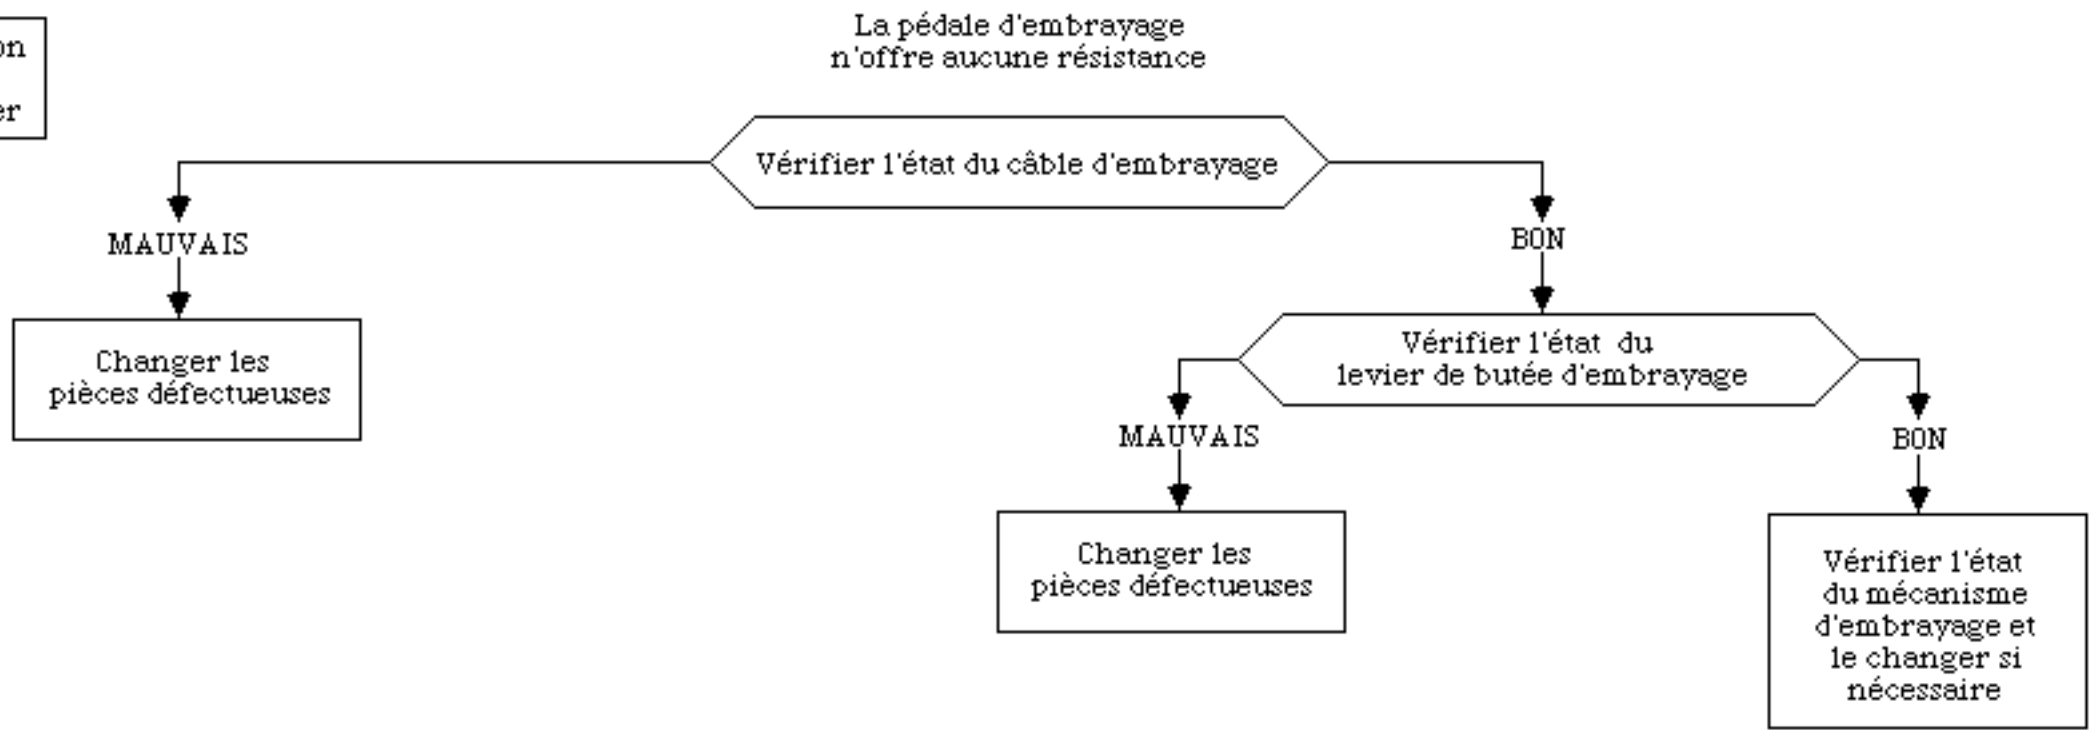 La pédale d'embrayage
n'offre aucune résistance
Vérifier l'état du câble d'embrayage
MAUVAIS
BON
Changer les
pièces défectueuses
Vérifier l'état du
levier de butée d'embrayage
MAUVAIS
BON
Changer les
pièces défectueuses
Vérifier l'état
du mécanisme
d'embrayage et
le changer si
nécessaire